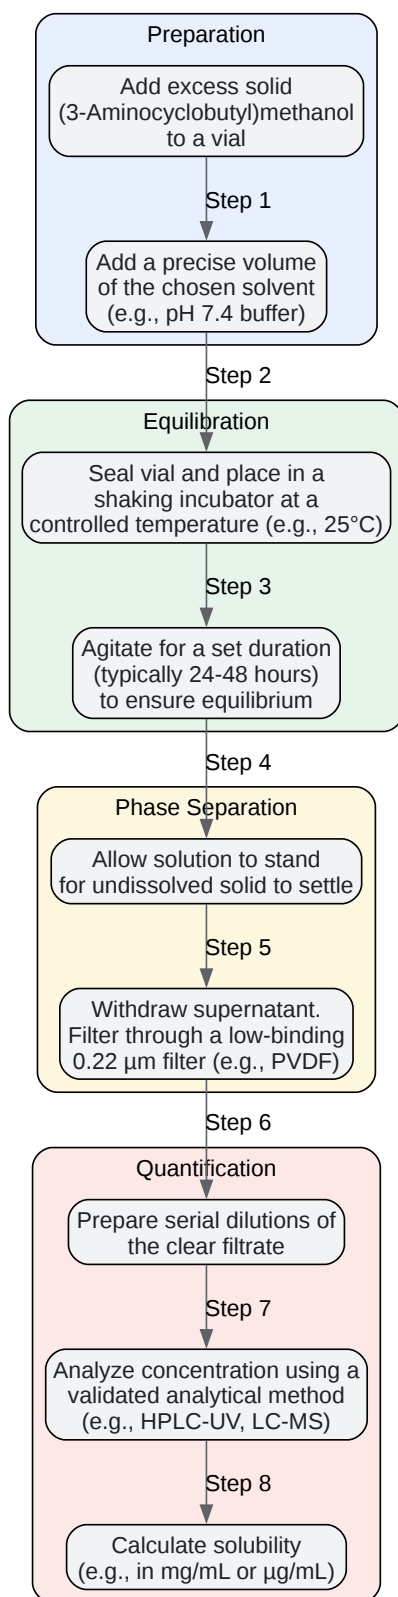 Preparation
Add excess solid
(3-Aminocyclobutyl)methanol
to a vial
Step 1
Add a precise volume
of the chosen solvent
(e.g., pH 7.4 buffer)
Step 2
Equilibration
Seal vial and place in a
shaking incubator at a
controlled temperature (e.g., 25°C)
Step 3
Agitate for a set duration
(typically 24-48 hours)
to ensure equilibrium
Step 4
Phase Separation
Allow solution to stand
for undissolved solid to settle
Step 5
Withdraw supernatant.
Filter through a low-binding
0.22 µm filter (e.g., PVDF)
Step 6
Quantification
Prepare serial dilutions of
the clear filtrate
Step 7
Analyze concentration using a
validated analytical method
(e.g., HPLC-UV, LC-MS)
Step 8
Calculate solubility
(e.g., in mg/mL or µg/mL)